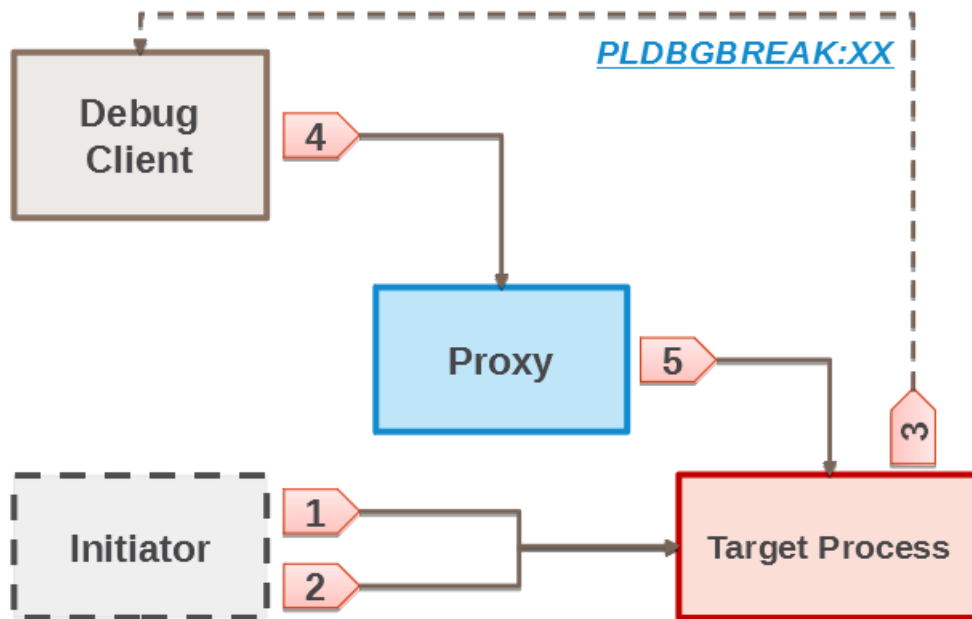 PLDBGBREAK:XX
Debug
Client
4
Proxy
5
3
Initiator
1
2
Target Process